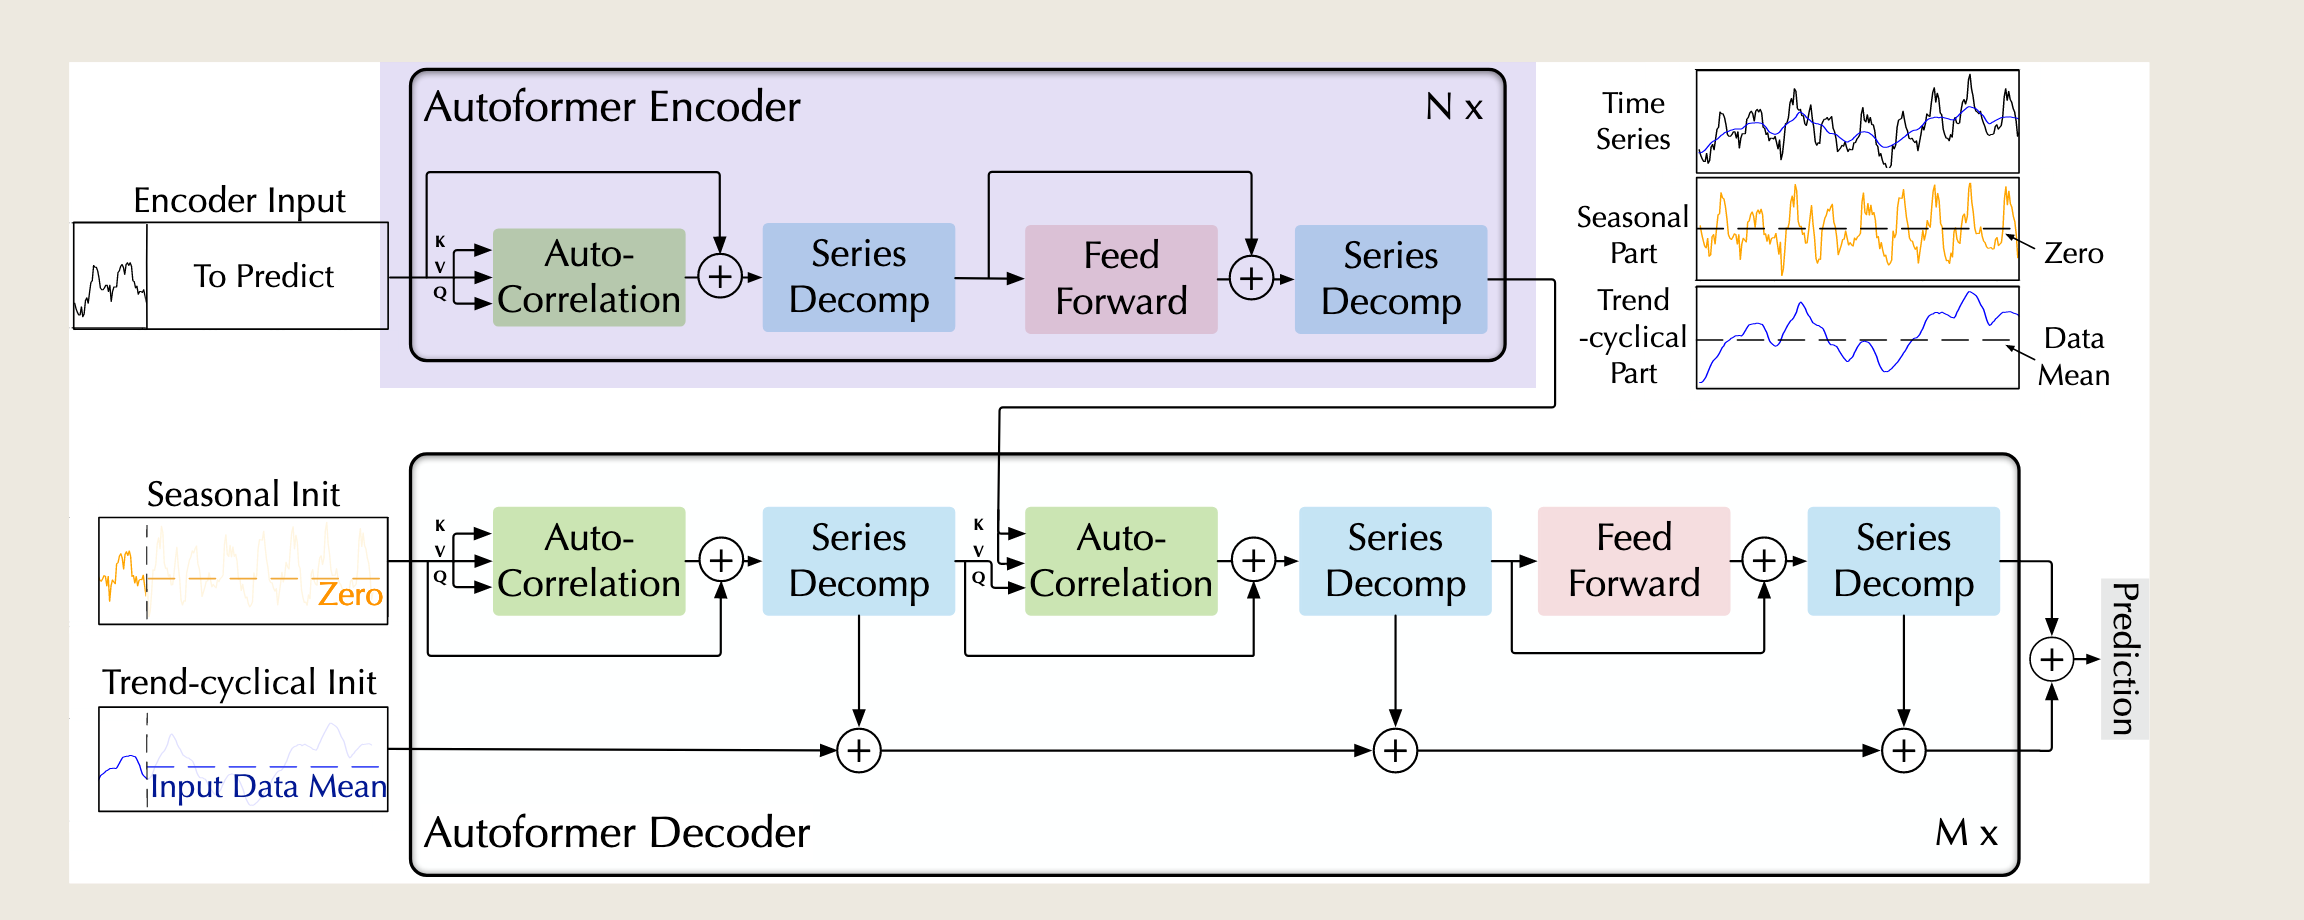 Autoformer Encoder
N x
Encoder Input
To Predict
K
V
Q
Auto-
Correlation
+
Series
Decomp
Feed
Forward
+
Series
Decomp
Time
Series
Seasonal
Part
Zero
Trend
-cyclical
Part
Data
Mean
Seasonal Init
Zero
K
V
Q
Auto-
Correlation
+
Series
Decomp
K
V
Q
Auto-
Correlation
+
Series
Decomp
Feed
Forward
+
Series
Decomp
+
Prediction
Trend-cyclical Init
Input Data Mean
+
+
+
Autoformer Decoder
M x